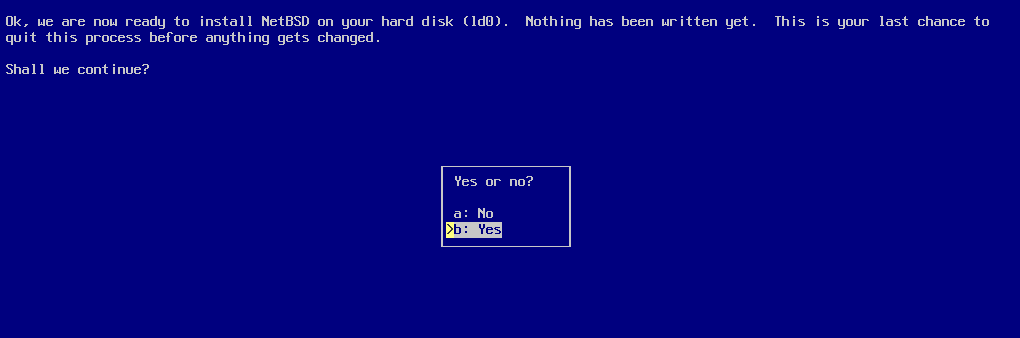 Ok, we are now ready to install NetBSD on your hard disk (ld0).  Nothing has been written yet.  This is your last chance to
quit this process before anything gets changed.
Shall we continue?
Yes or no?
a: No
>b: Yes